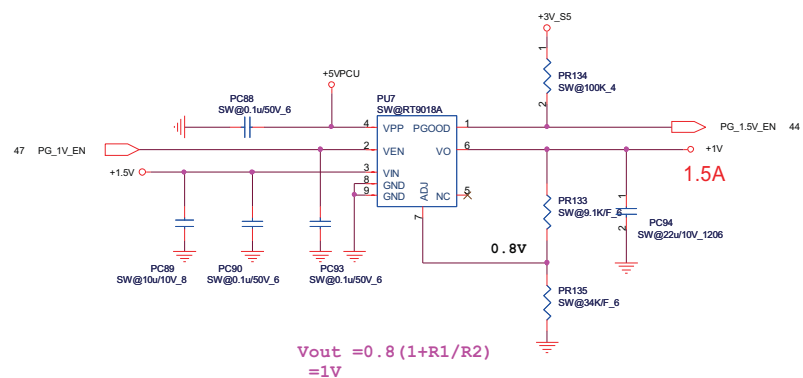 +3V_S5
1
PR134
SW@100K_4
2
+5VPCU
PC88
SW@0.1u/50V_6
PU7
SW@RT9018A
4 VPP PGOOD 1
PG_1.5V_EN 44
47 PG_1V_EN
2 VEN VO 6
+1V
1.5A
+1.5V
3 VIN
8 GND
9 GND
ADJ
NC 5
7
PR133
SW@9.1K/F_6
1
PC94
2
SW@22u/10V_1206
0.8V
PC89
SW@10u/10V_8
PC90
SW@0.1u/50V_6
PC93
SW@0.1u/50V_6
PR135
SW@34K/F_6
Vout =0.8(1+R1/R2)
=1V